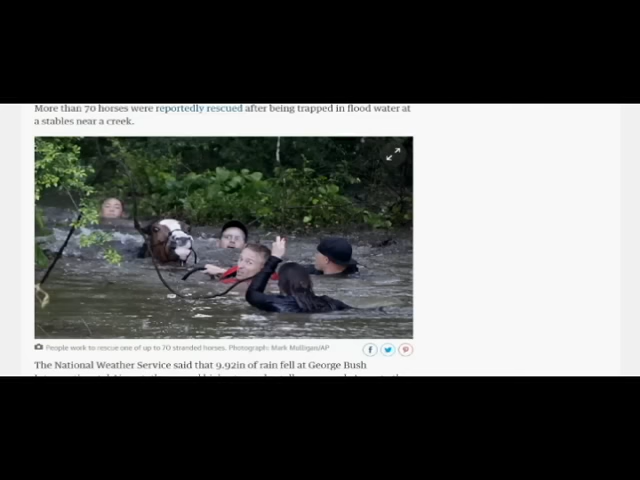 More than 70 horses were reportedly rescued after being trapped in flood water at
a stables near a creek.
People work to rescue one of up to 70 stranded horses. Photograph: Mark Mulligan/AP
The National Weather Service said that 9.92in of rain fell at George Bush